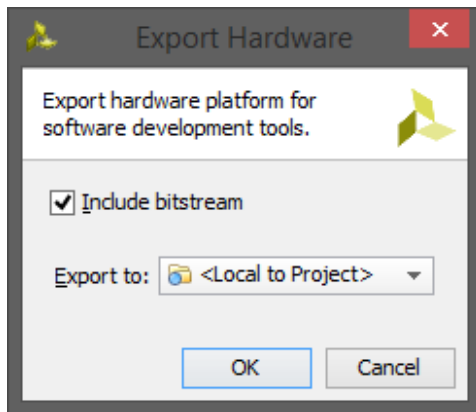 Export Hardware
Export hardware platform for
software development tools.
Include bitstream
Export to: <Local to Project>
OK Cancel